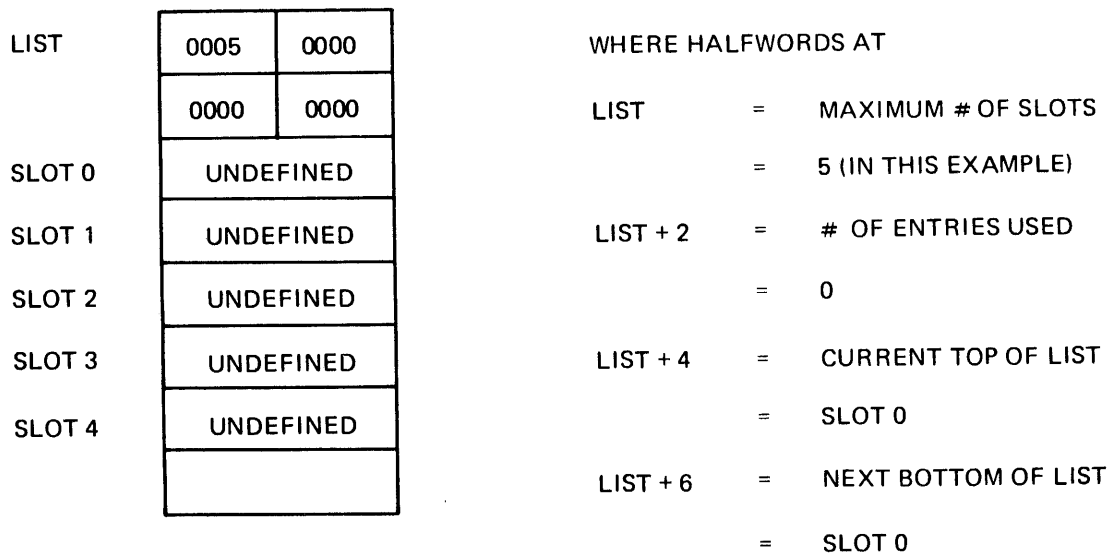 LIST 0005 0000
0000 0000
SLOT 0 UNDEFINED
SLOT 1 UNDEFINED
SLOT 2 UNDEFINED
SLOT 3 UNDEFINED
SLOT 4 UNDEFINED
WHERE HALFWORDS AT
LIST = MAXIMUM # OF SLOTS
= 5 (IN THIS EXAMPLE)
LIST + 2 = # OF ENTRIES USED
= 0
LIST + 4 = CURRENT TOP OF LIST
= SLOT 0
LIST + 6 = NEXT BOTTOM OF LIST
= SLOT 0